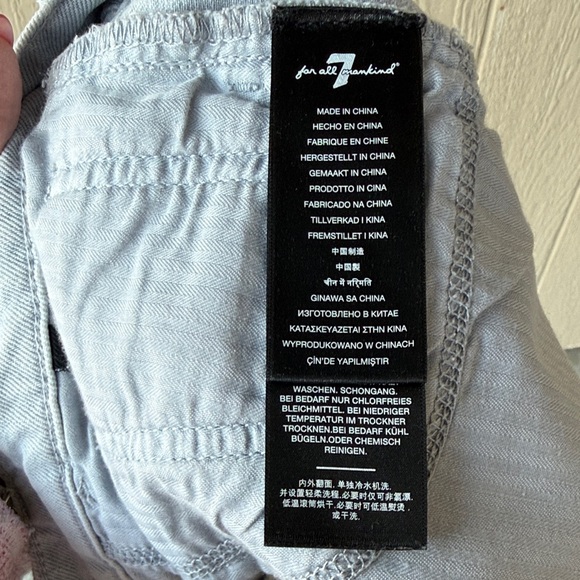 7
for all mankind®
MADE IN CHINA
HECHO EN CHINA
FABRIQUE EN CHINE
HERGESTELLT IN CHINA
GEMAAKT IN CHINA
PRODOTTO IN CINA
FABRICADO NA CHINA
TILLVERKAD I KINA
FREMSTILLET I KINA
中国制造
中国製
चीन में नर्िमति
GINAWA SA CHINA
ИЗГОТОВЛЕНО В КИТАЕ
ΚΑΤΑΣΚΕΥΑΖΕΤΑΙ ΣΤΗΝ ΚΙΝΑ
WYPRODUKOWANO W CHINACH
ÇİN'DE YAPILMIŞTIR
WASCHEN. SCHONGANG.
BEI BEDARF NUR CHLORFREIES
BLEICHMITTEL. BEI NIEDRIGER
TEMPERATUR IM TROCKNER
TROCKNEN.BEI BEDARF KÜHL
BÜGELN.ODER CHEMISCH
REINIGEN.
内外翻面, 单独冷水机洗.
并设置轻柔洗程.必要时仅可非氯漂.
低温滚筒烘干.必要时可低温熨烫,
或干洗.